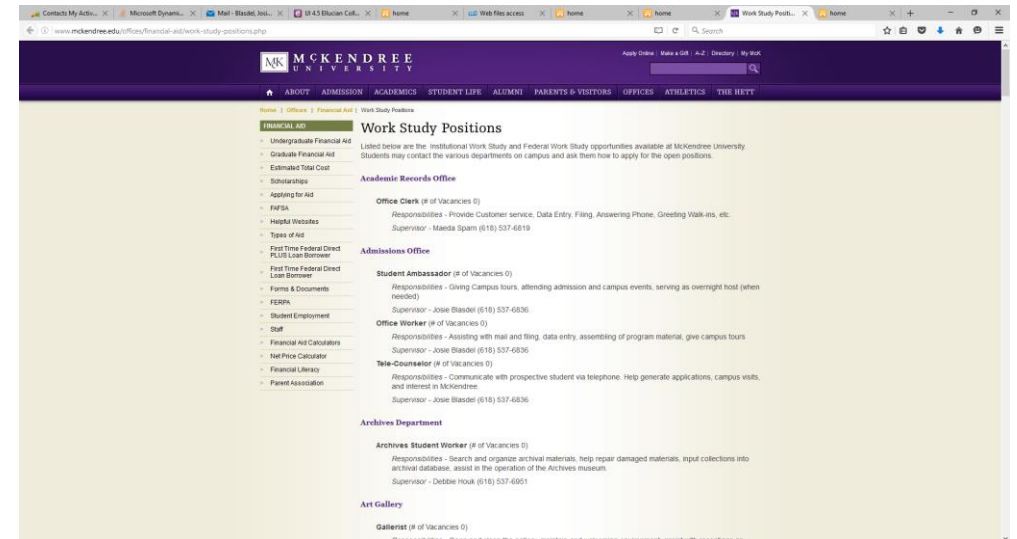 Contacts My Activ...
Microsoft Dynami...
Mail - Blasdel, Josi...
UI 4.5 Ellucian Coll...
home
Web files access
home
home
Work Study Positi...
home
www.mckendree.edu/offices/financial-aid/work-study-positions.php
Search
Apply Online | Make a Gift | A-Z | Directory | My McK
MK MCKENDREE
UNIVERSITY
ABOUT ADMISSION ACADEMICS STUDENT LIFE ALUMNI PARENTS & VISITORS OFFICES ATHLETICS THE HETT
Home | Offices | Financial Aid | Work Study Positions
FINANCIAL AID
Undergraduate Financial Aid
Graduate Financial Aid
Estimated Total Cost
Scholarships
Applying for Aid
FAFSA
Helpful Websites
Types of Aid
First Time Federal Direct
PLUS Loan Borrower
First Time Federal Direct
Loan Borrower
Forms & Documents
FERPA
Student Employment
Staff
Financial Aid Calculators
Net Price Calculator
Financial Literacy
Parent Association
Work Study Positions
Listed below are the Institutional Work Study and Federal Work Study opportunities available at McKendree University.
Students may contact the various departments on campus and ask them how to apply for the open positions.
Academic Records Office
Office Clerk (# of Vacancies 0)
Responsibilities - Provide Customer service, Data Entry, Filing, Answering Phone, Greeting Walk-ins, etc.
Supervisor - Maeda Spam (618) 537-6819
Admissions Office
Student Ambassador (# of Vacancies 0)
Responsibilities - Giving Campus tours, attending admission and campus events, serving as overnight host (when
needed)
Supervisor - Josie Blasdel (618) 537-6836
Office Worker (# of Vacancies 0)
Responsibilities - Assisting with mail and filing, data entry, assembling of program material, give campus tours
Supervisor - Josie Blasdel (618) 537-6836
Tele-Counselor (# of Vacancies 0)
Responsibilities - Communicate with prospective student via telephone. Help generate applications, campus visits,
and interest in McKendree
Supervisor - Josie Blasdel (618) 537-6836
Archives Department
Archives Student Worker (# of Vacancies 0)
Responsibilities - Search and organize archival materials, help repair damaged materials, input collections into
archival database, assist in the operation of the Archives museum.
Supervisor - Debbie Houk (618) 537-6951
Art Gallery
Gallerist (# of Vacancies 0)